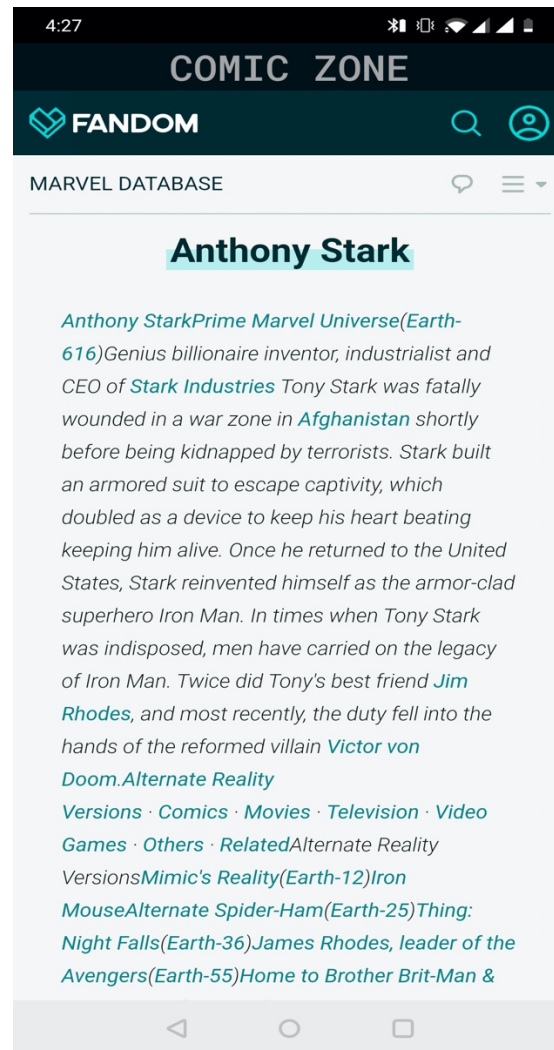 4:27
COMIC ZONE
FANDOM
MARVEL DATABASE
Anthony Stark
Anthony StarkPrime Marvel Universe(Earth-
616)Genius billionaire inventor, industrialist and
CEO of Stark Industries Tony Stark was fatally
wounded in a war zone in Afghanistan shortly
before being kidnapped by terrorists. Stark built
an armored suit to escape captivity, which
doubled as a device to keep his heart beating
keeping him alive. Once he returned to the United
States, Stark reinvented himself as the armor-clad
superhero Iron Man. In times when Tony Stark
was indisposed, men have carried on the legacy
of Iron Man. Twice did Tony's best friend Jim
Rhodes, and most recently, the duty fell into the
hands of the reformed villain Victor von
Doom.Alternate Reality
Versions · Comics · Movies · Television · Video
Games · Others · RelatedAlternate Reality
VersionsMimic's Reality(Earth-12)Iron
MouseAlternate Spider-Ham(Earth-25)Thing:
Night Falls(Earth-36)James Rhodes, leader of the
Avengers(Earth-55)Home to Brother Brit-Man &